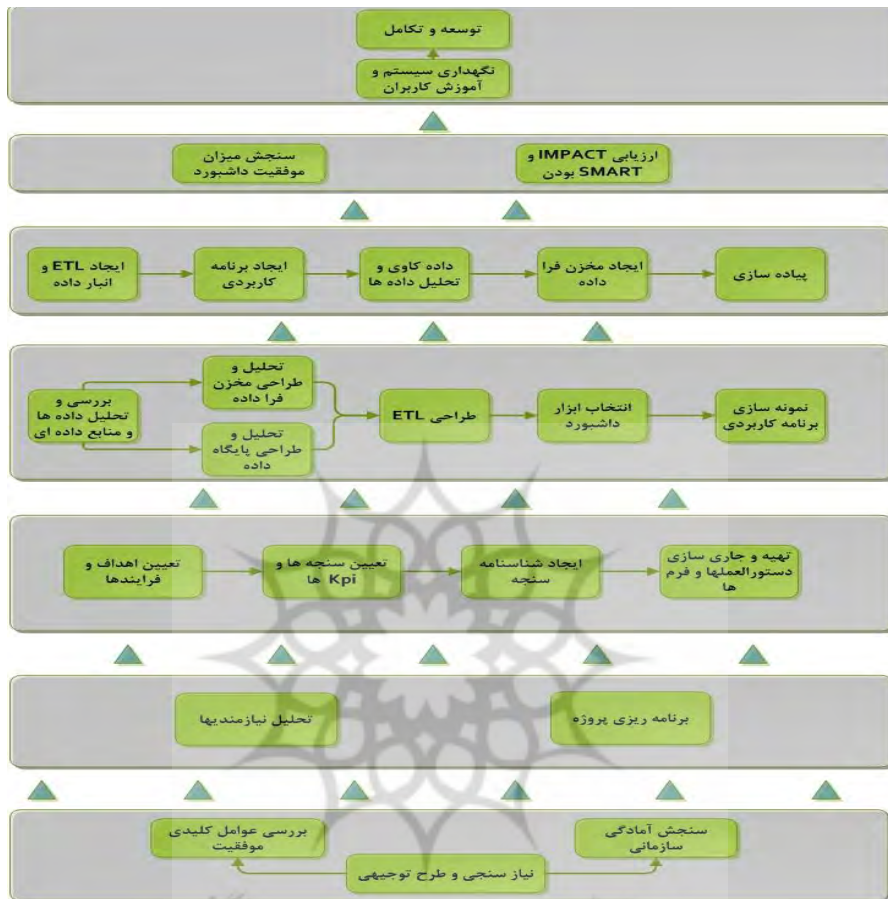 توسعه و تکامل
نگهداری سیستم و
آموزش کاربران
ارزیابی IMPACT و
SMART بودن
سنجش میزان
موفقیت داشبورد
ایجاد ETL و
انبار داده
ایجاد برنامه
کاربردی
داده کاوی و
تحلیل داده ها
ایجاد مخزن فرا
داده
پیاده سازی
بررسی و
تحلیل داده ها
و منابع داده ای
تحلیل و
طراحی مخزن
فرا داده
تحلیل و
طراحی پایگاه
داده
طراحی ETL
انتخاب ابزار
داشبورد
نمونه سازی
برنامه کاربردی
تعیین اهداف و
فرایندها
تعیین سنجه ها و
Kpi ها
ایجاد شناسنامه
سنجه
تهیه و جاری سازی
دستورالعملها و فرم
ها
تحلیل نیازمندیها
برنامه ریزی پروژه
بررسی عوامل کلیدی
موفقیت
سنجش آمادگی
سازمانی
نیاز سنجی و طرح توجیهی